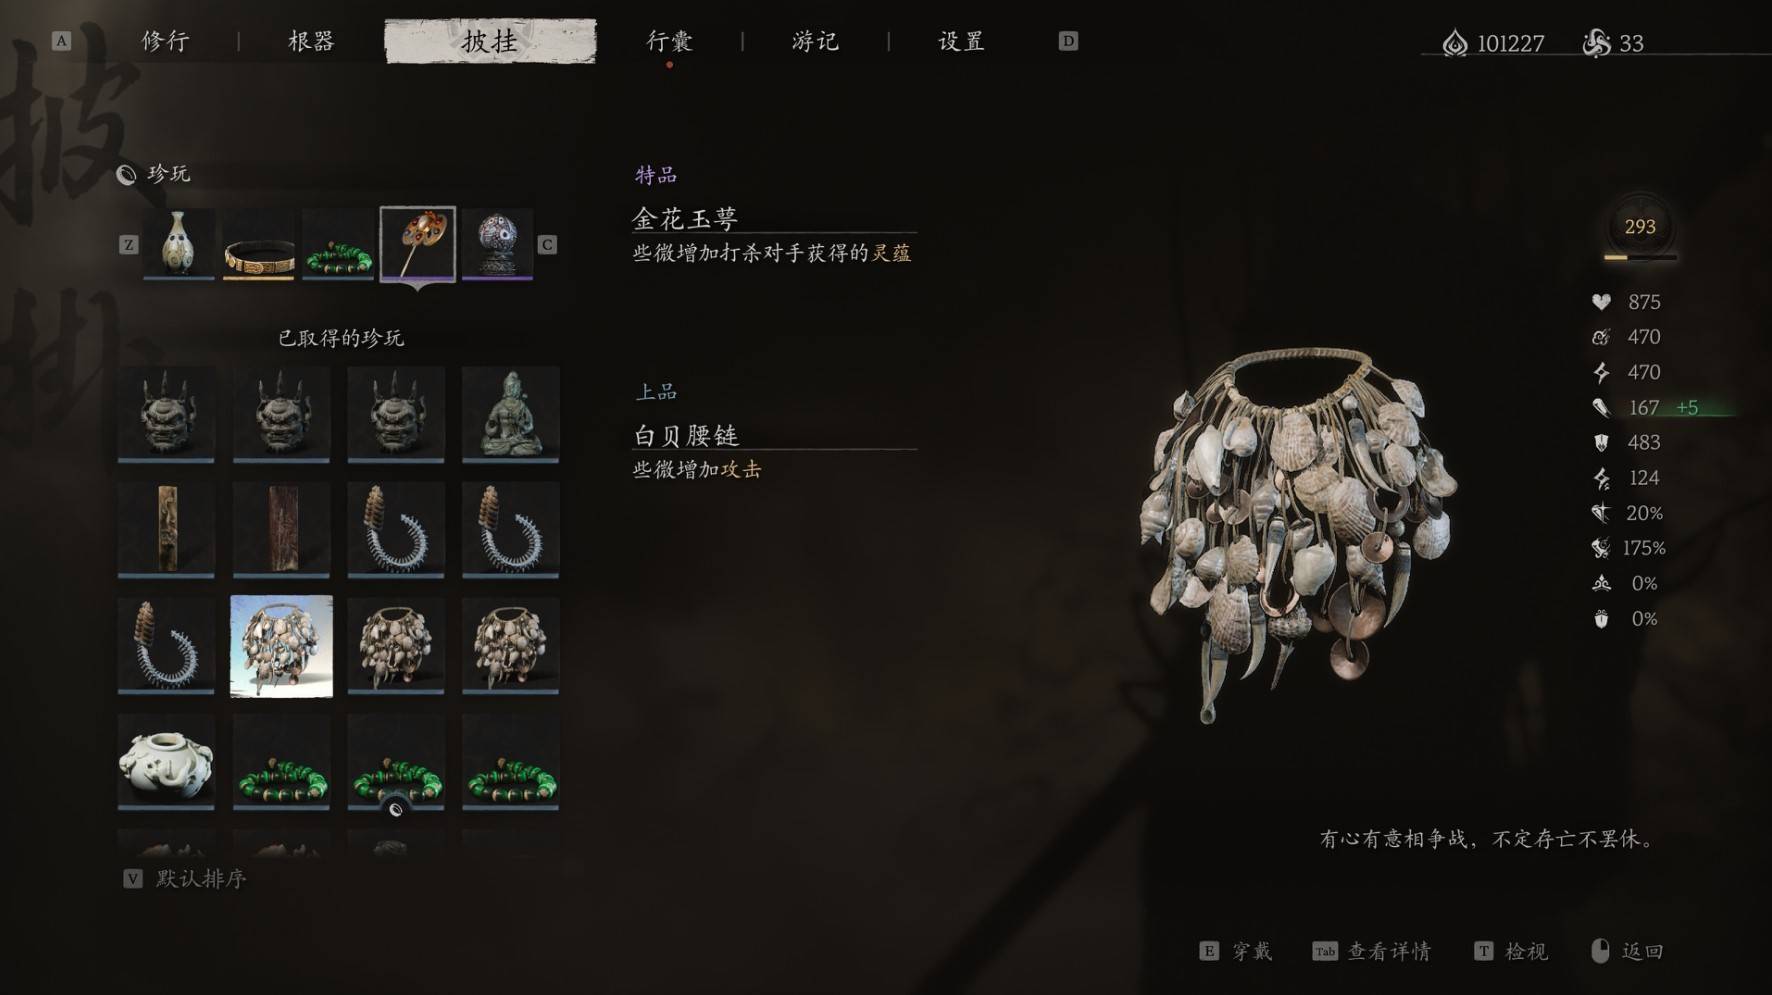 A 修行 根器 披挂 行囊 游记 设置 D
101227 33
披挂
珍玩
Z C
已取得的珍玩
V 默认排序
特品
金花玉萼
些微增加打杀对手获得的灵蕴
上品
白贝腰链
些微增加攻击
293
875
470
470
167 +5
483
124
20%
175%
0%
0%
有心有意相争战，不定存亡不罢休。
E 穿戴 Tab 查看详情 T 检视 返回